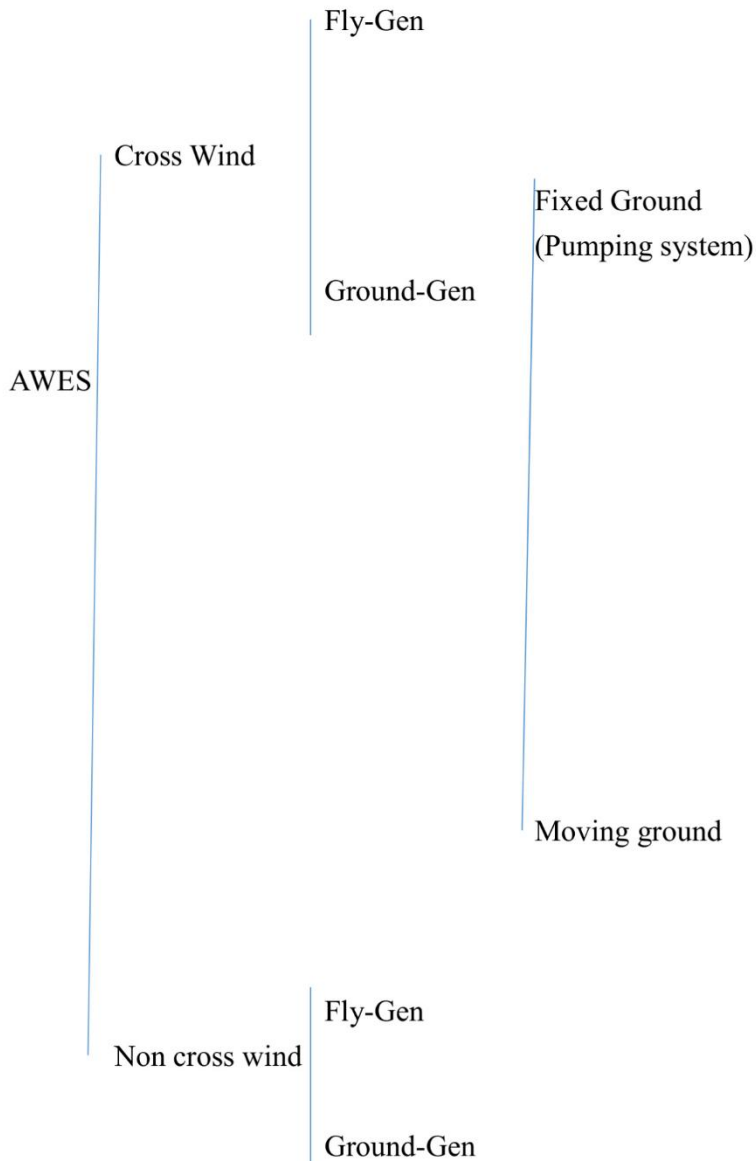 Fly-Gen
Cross Wind
Fixed Ground
(Pumping system)
Ground-Gen
AWES
Moving ground
Fly-Gen
Non cross wind
Ground-Gen